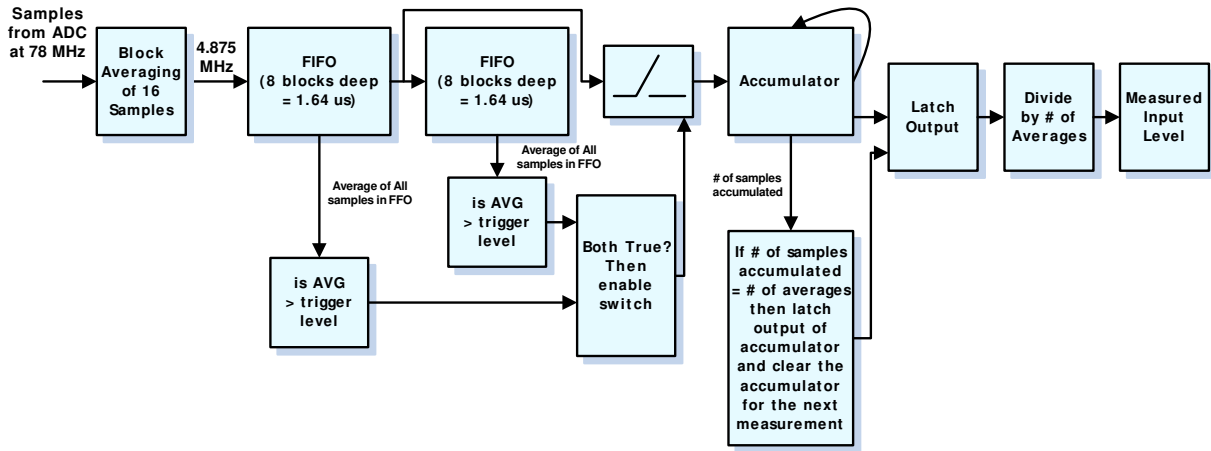 Samples
from ADC
at 78 MHz
Block
Averaging
of 16
Samples
4.875
MHz
FIFO
(8 blocks deep
= 1.64 us)
FIFO
(8 blocks deep
= 1.64 us)
Accumulator
Latch
Output
Divide
by # of
Averages
Measured
Input
Level
Average of All
samples in FFO
Average of All
samples in FFO
is AVG
> trigger
level
is AVG
> trigger
level
Both True?
Then
enable
switch
# of samples
accumulated
If # of samples
accumulated
= # of averages
then latch
output of
accumulator
and clear the
accumulator
for the next
measurement